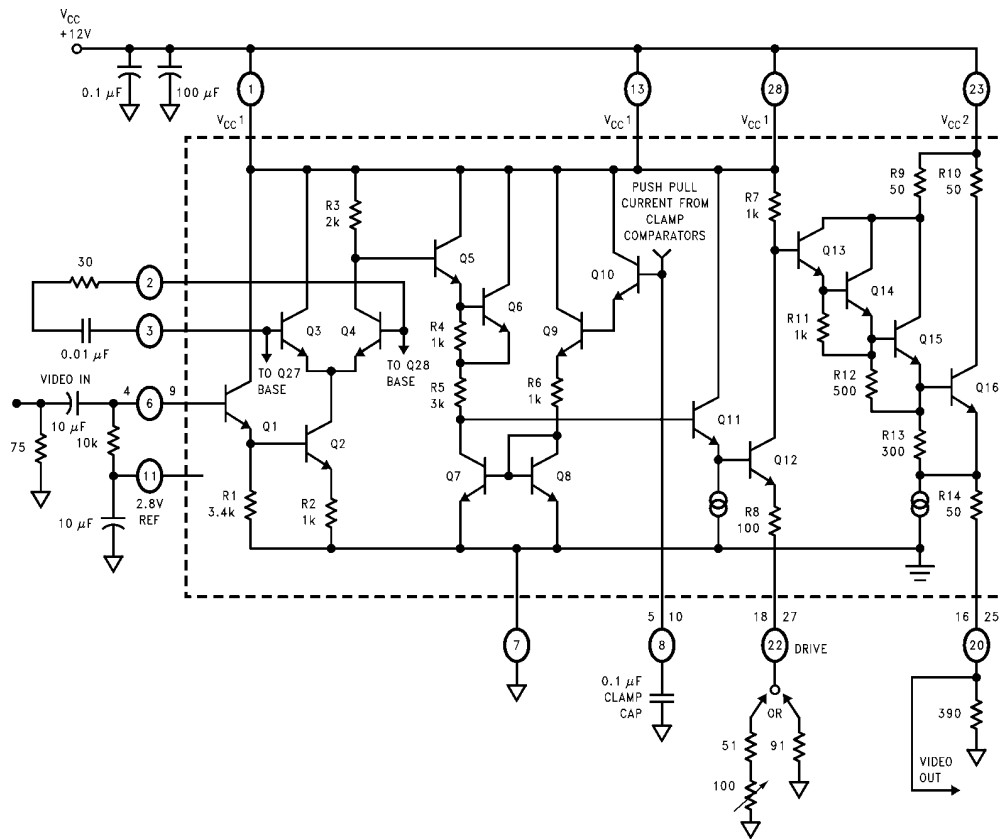 VCC
+12V
0.1 µF
100 µF
1
13
28
23
VCC1
VCC1
VCC1
VCC2
R3
2k
PUSH PULL
CURRENT FROM
CLAMP
COMPARATORS
R7
1k
R9
50
R10
50
30
2
Q5
Q10
Q13
Q14
Q6
Q9
R4
1k
R11
1k
3
0.01 µF
Q3
Q4
TO Q27
BASE
TO Q28
BASE
R5
3k
R6
1k
Q15
R12
500
Q16
VIDEO IN
4
6
9
10 µF
10k
75
Q1
Q2
Q11
Q12
R13
300
Q7
Q8
11
2.8V
REF
10 µF
R1
3.4k
R2
1k
R8
100
R14
50
5
10
18
27
16
25
7
8
22
DRIVE
20
0.1 µF
CLAMP
CAP
OR
51
91
100
390
VIDEO
OUT